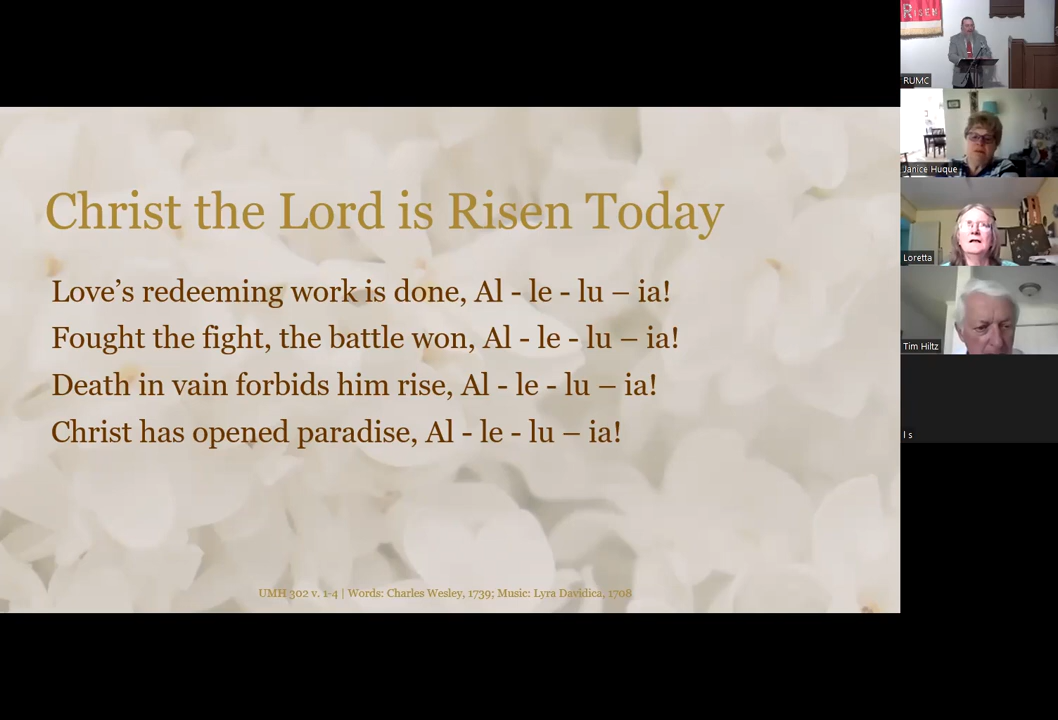 Christ the Lord is Risen Today
Love’s redeeming work is done, Al - le - lu – ia!
Fought the fight, the battle won, Al - le - lu – ia!
Death in vain forbids him rise, Al - le - lu – ia!
Christ has opened paradise, Al - le - lu – ia!
UMH 302 v. 1-4 | Words: Charles Wesley, 1739; Music: Lyra Davidica, 1708
RISEN
RUMC
Janice Huque
Loretta
Tim Hiltz
l s